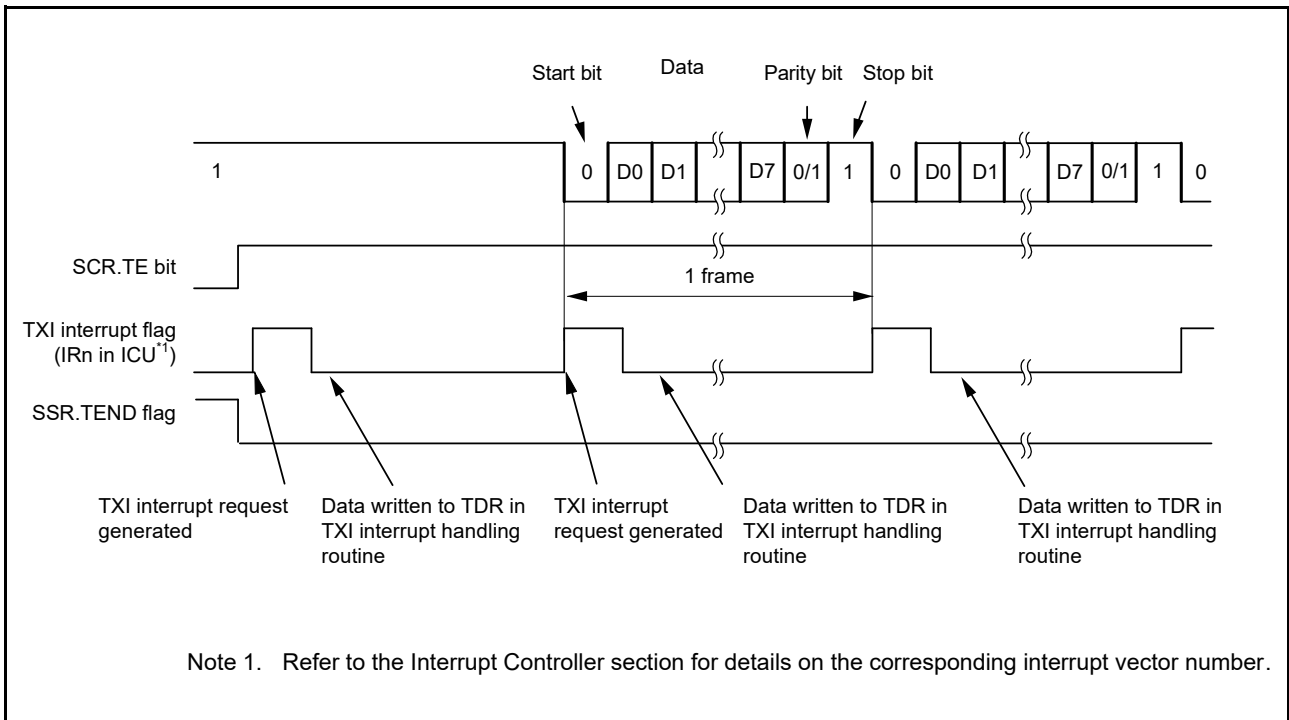 Start bit
Data
Parity bit
Stop bit
1
0 D0 D1 D7 0/1 1 0 D0 D1 D7 0/1 1 0
SCR.TE bit
1 frame
TXI interrupt flag
(IRn in ICU*1)
SSR.TEND flag
TXI interrupt request
generated
Data written to TDR in
TXI interrupt handling
routine
TXI interrupt
request generated
Data written to TDR in
TXI interrupt handling
routine
Data written to TDR in
TXI interrupt handling
routine
Note 1. Refer to the Interrupt Controller section for details on the corresponding interrupt vector number.